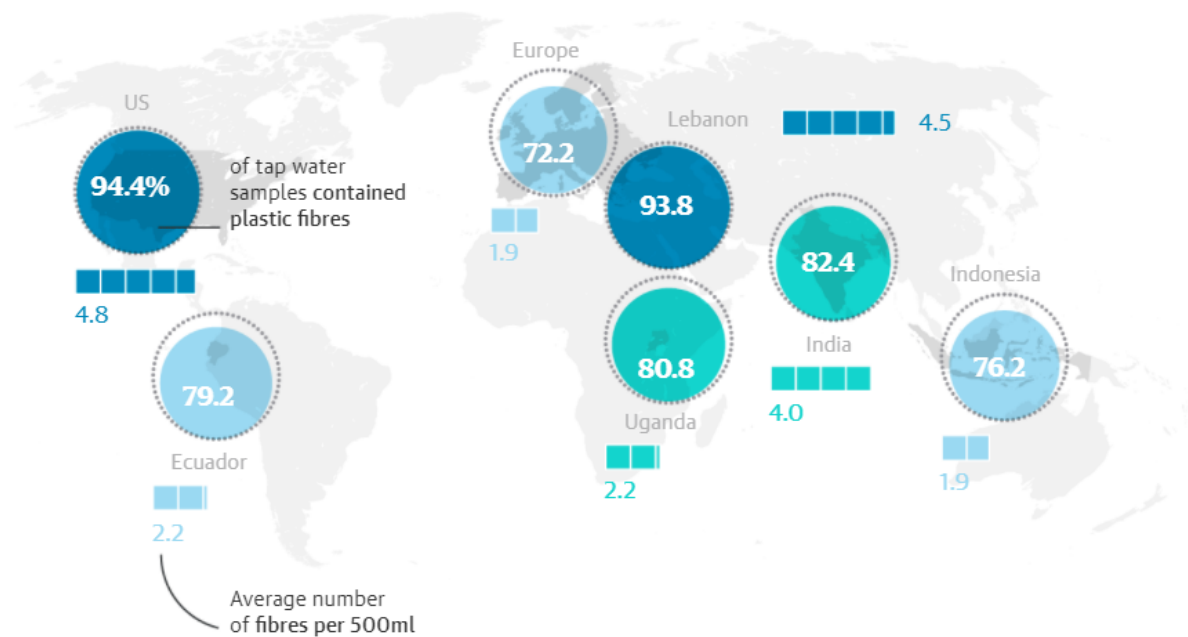 US
94.4%
of tap water
samples contained
plastic fibres
4.8
Europe
72.2
1.9
Lebanon
4.5
93.8
82.4
India
4.0
Indonesia
76.2
1.9
80.8
Uganda
2.2
79.2
Ecuador
2.2
Average number
of fibres per 500ml